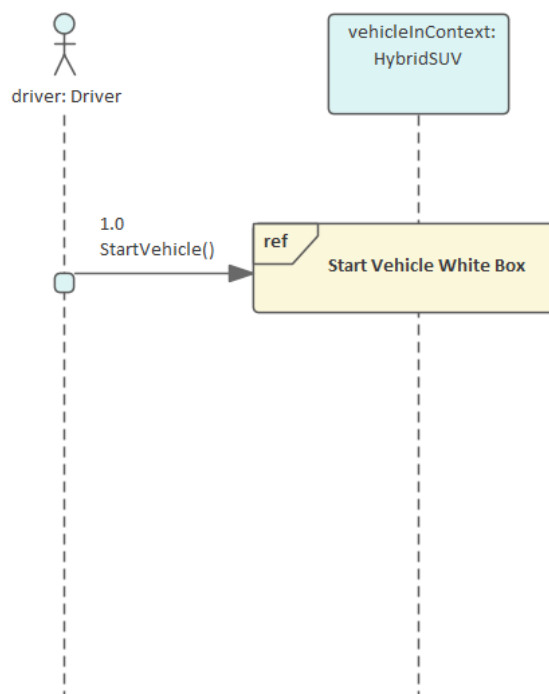 vehicleInContext:
HybridSUV
driver: Driver
1.0
StartVehicle()
ref
Start Vehicle White Box